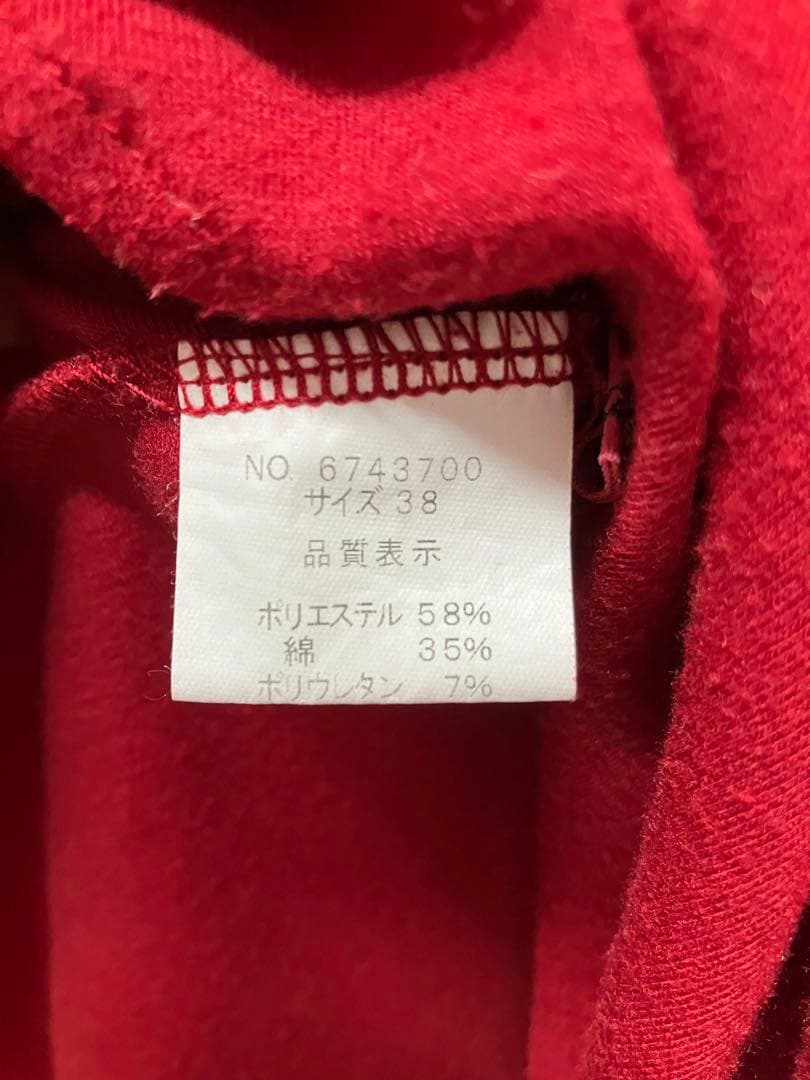 NO. 6743700
サイズ 38
品質表示
ポリエステル 58%
綿 35%
ポリウレタン 7%